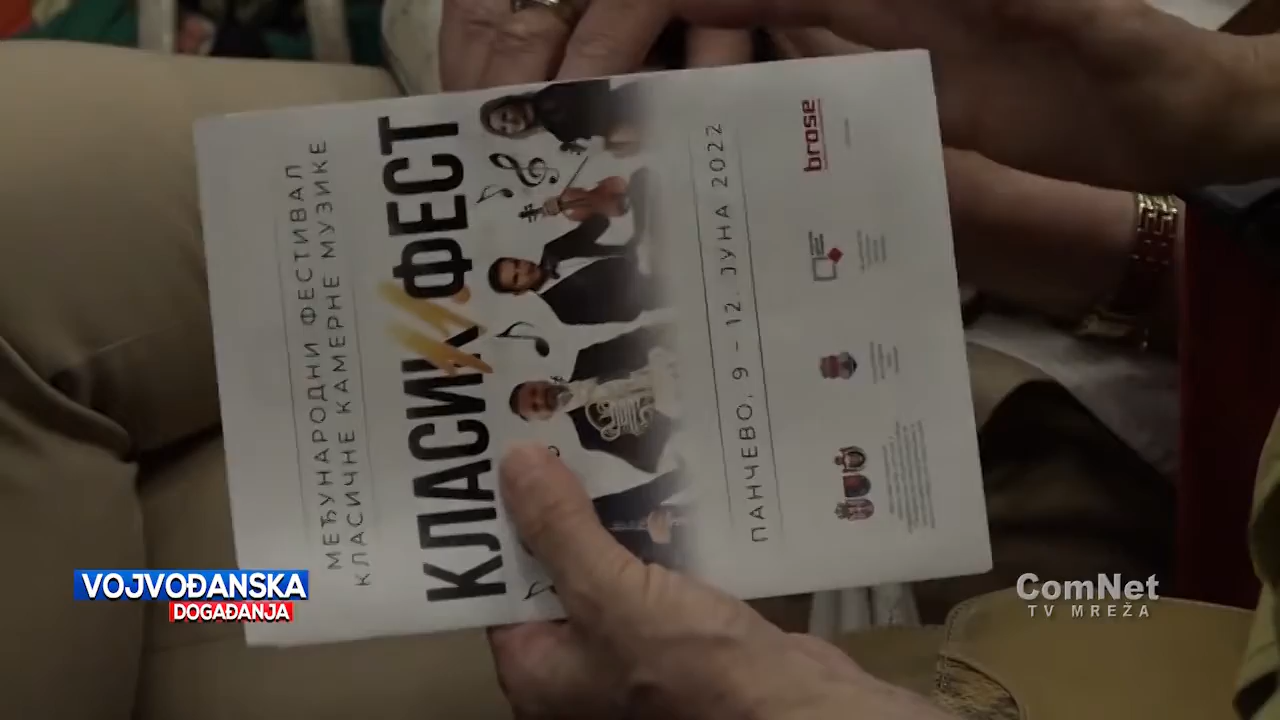 МЕЂУНАРОДНИ ФЕСТИВАЛ
КЛАСИЧНЕ КАМЕРНЕ МУЗИКЕ
КЛАСИК И ФЕСТ
ПАНЧЕВО, 9 – 12. ЈУНА 2022
brose
VOJVOĐANSKA
DOGAĐANJA
ComNet
TV MREŽA